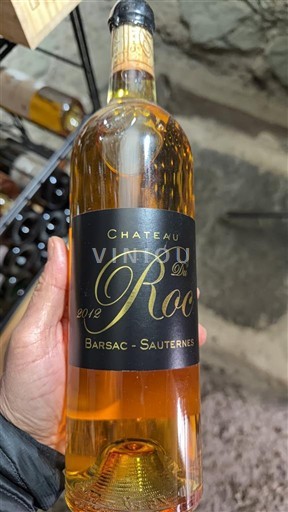 CHATEAU
VINIOU
Du
Roc
2012
BARSAC - SAUTERNES